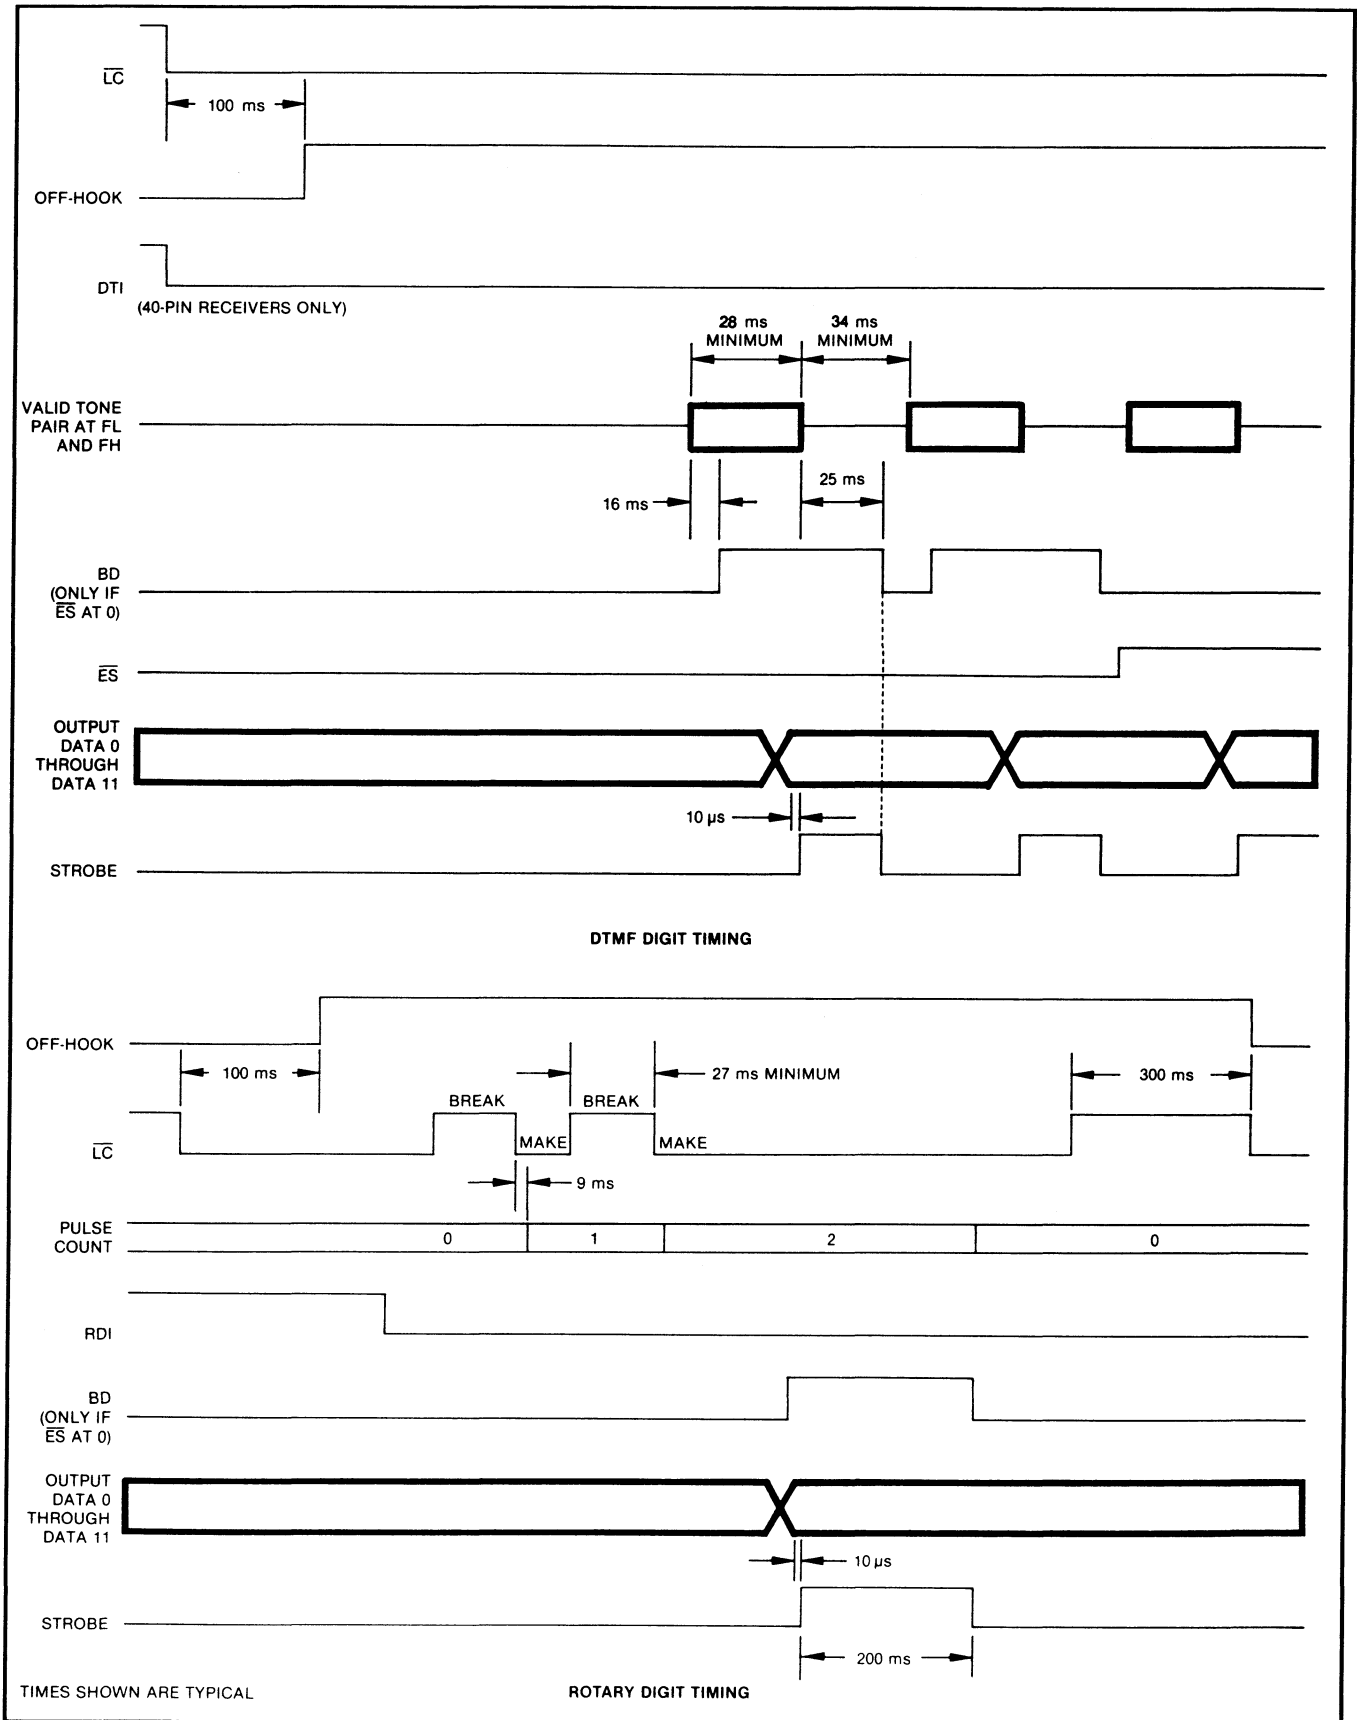 LC
100 ms
OFF-HOOK
DTI
(40-PIN RECEIVERS ONLY)
28 ms
MINIMUM
34 ms
MINIMUM
VALID TONE
PAIR AT FL
AND FH
16 ms
25 ms
BD
(ONLY IF
ES AT 0)
ES
OUTPUT
DATA 0
THROUGH
DATA 11
10 µs
STROBE
DTMF DIGIT TIMING
OFF-HOOK
100 ms
27 ms MINIMUM
300 ms
BREAK
BREAK
LC
MAKE
MAKE
9 ms
PULSE
COUNT
0
1
2
0
RDI
BD
(ONLY IF
ES AT 0)
OUTPUT
DATA 0
THROUGH
DATA 11
10 µs
STROBE
200 ms
TIMES SHOWN ARE TYPICAL
ROTARY DIGIT TIMING